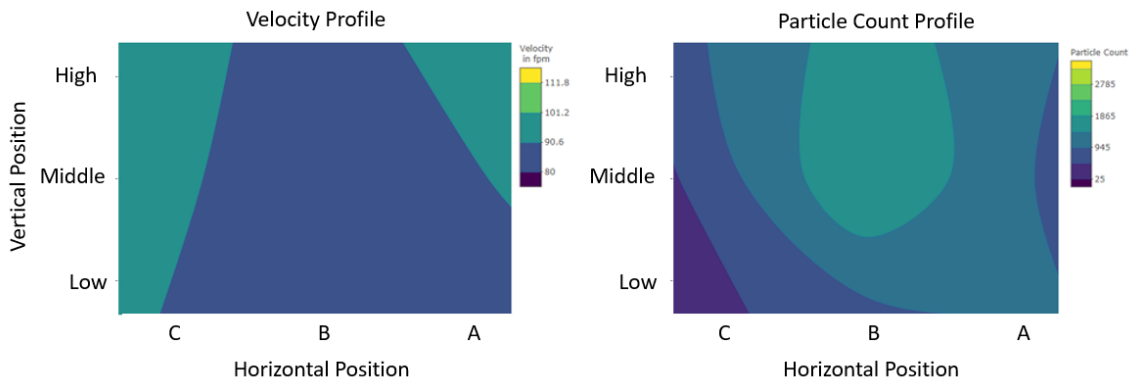 Velocity Profile
Vertical Position
High
Middle
Low
C B A
Horizontal Position
Velocity
in fpm
111.8
101.2
90.6
80
Particle Count Profile
High
Middle
Low
C B A
Horizontal Position
Particle Count
2785
1865
945
25